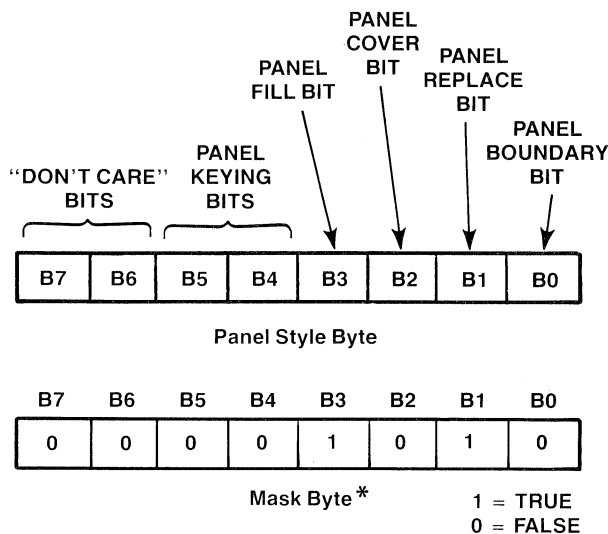 PANEL
COVER
BIT
PANEL
FILL BIT
PANEL
REPLACE
BIT
PANEL
BOUNDARY
BIT
"DON'T CARE"
BITS
PANEL
KEYING
BITS
B7 B6 B5 B4 B3 B2 B1 B0
Panel Style Byte
B7 B6 B5 B4 B3 B2 B1 B0
0 0 0 0 1 0 1 0
Mask Byte*
1 = TRUE
0 = FALSE